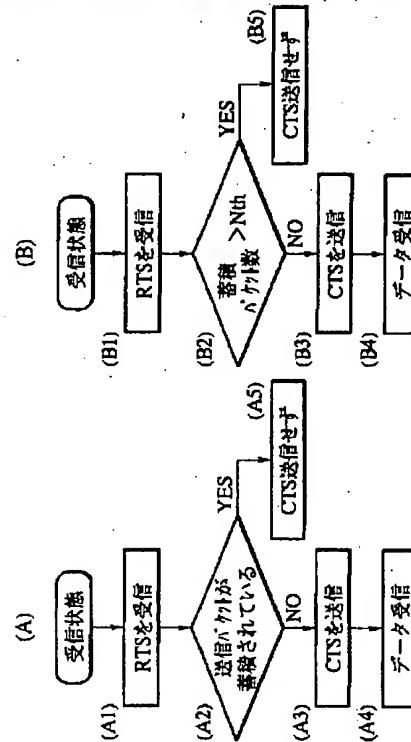 (A)
受信状態
(A1)
RTSを受信
(A2)
送信パケットが
蓄積されている
YES
(A5)
CTS送信せず
NO
(A3)
CTSを送信
(A4)
データ受信
(B)
受信状態
(B1)
RTSを受信
(B2)
蓄積
パケット数
>Nth
YES
(B5)
CTS送信せず
NO
(B3)
CTSを送信
(B4)
データ受信